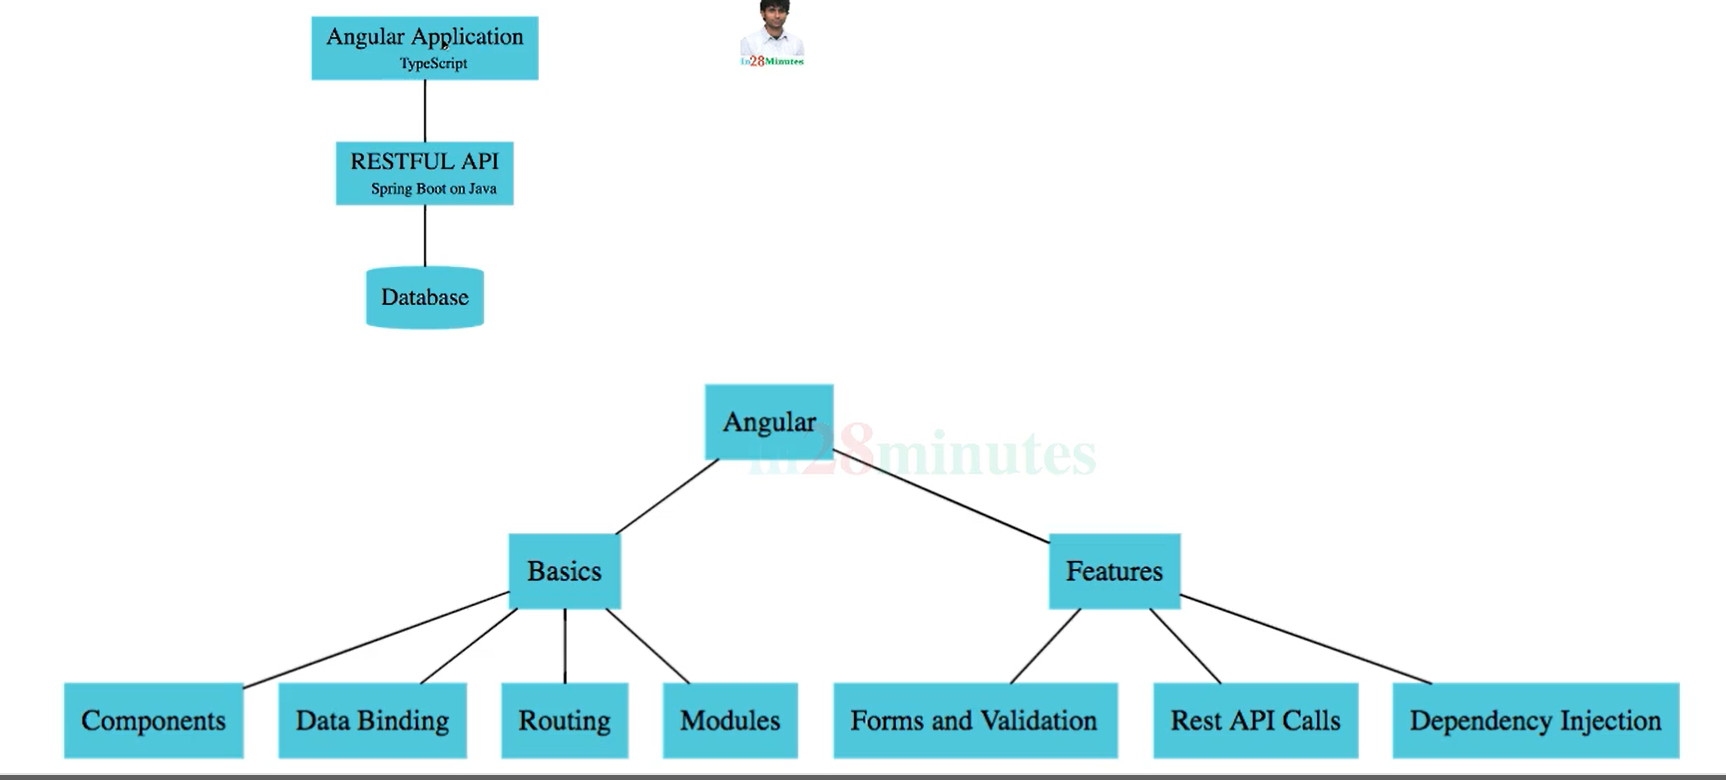 Angular Application
TypeScript
in28Minutes
RESTFUL API
Spring Boot on Java
Database
Angular
in28minutes
Basics
Features
Components
Data Binding
Routing
Modules
Forms and Validation
Rest API Calls
Dependency Injection